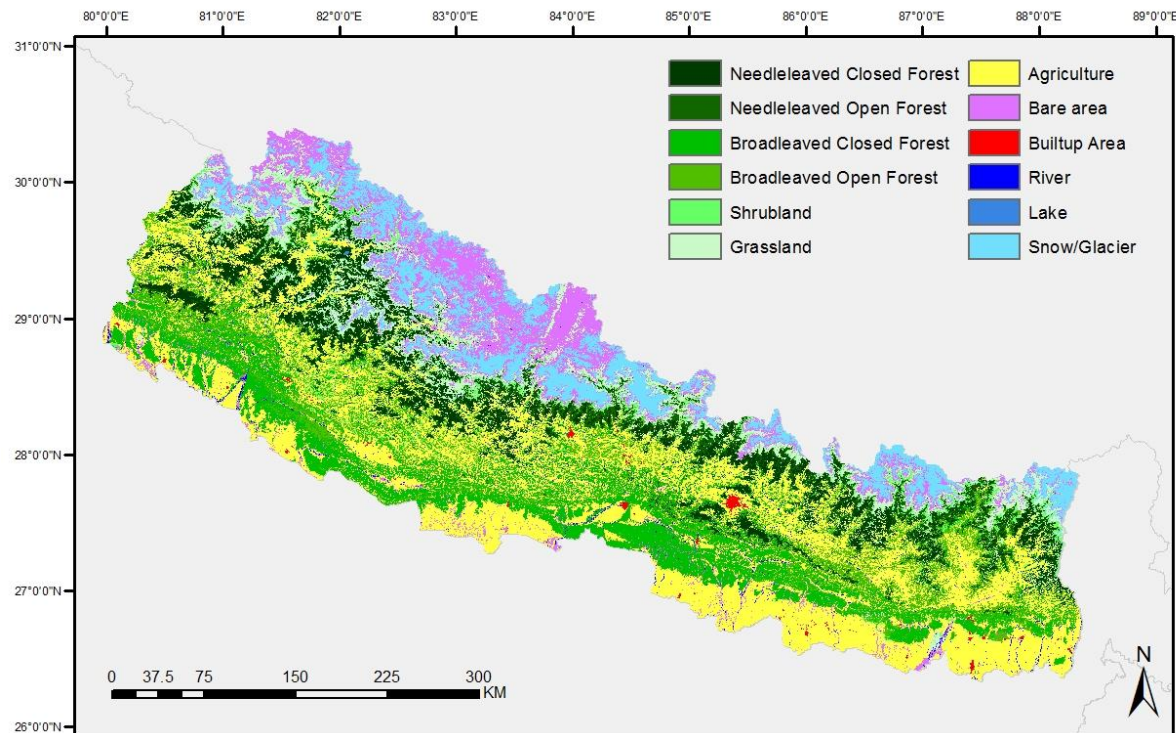 80°0'0"E 81°0'0"E 82°0'0"E 83°0'0"E 84°0'0"E 85°0'0"E 86°0'0"E 87°0'0"E 88°0'0"E 89°0'0"E
31°0'0"N
30°0'0"N
29°0'0"N
28°0'0"N
27°0'0"N
26°0'0"N
Needleleaved Closed Forest
Needleleaved Open Forest
Broadleaved Closed Forest
Broadleaved Open Forest
Shrubland
Grassland
Agriculture
Bare area
Builtup Area
River
Lake
Snow/Glacier
0 37.5 75 150 225 300
KM
N